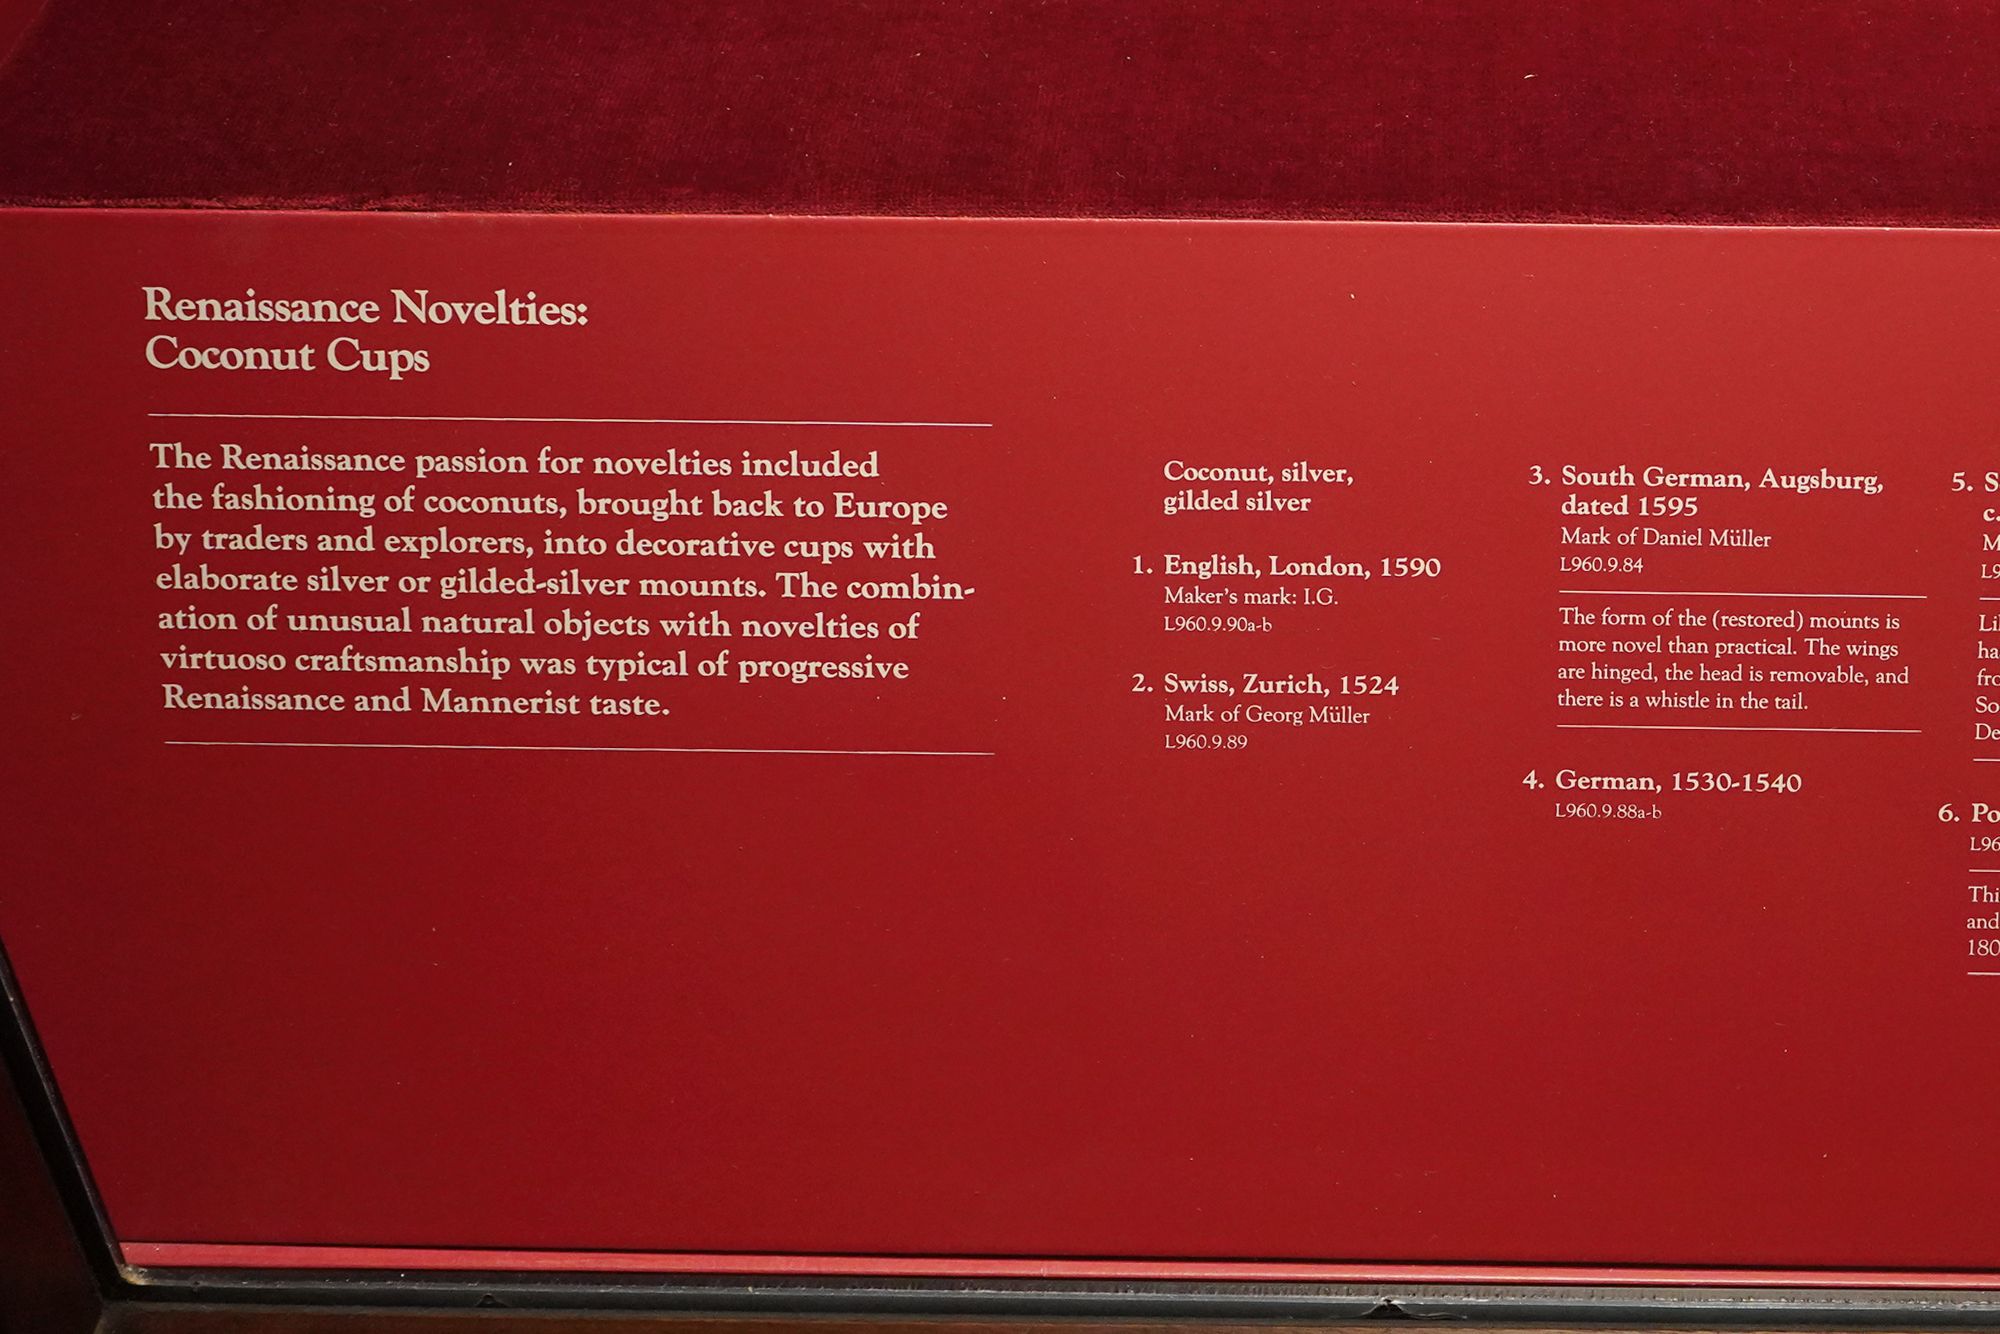 Renaissance Novelties:
Coconut Cups
The Renaissance passion for novelties included
the fashioning of coconuts, brought back to Europe
by traders and explorers, into decorative cups with
elaborate silver or gilded-silver mounts. The combin-
ation of unusual natural objects with novelties of
virtuoso craftsmanship was typical of progressive
Renaissance and Mannerist taste.
Coconut, silver,
gilded silver
1. English, London, 1590
Maker's mark: I.G.
L960.9.90a-b
2. Swiss, Zurich, 1524
Mark of Georg Müller
L960.9.89
3. South German, Augsburg,
dated 1595
Mark of Daniel Müller
L960.9.84
The form of the (restored) mounts is
more novel than practical. The wings
are hinged, the head is removable, and
there is a whistle in the tail.
4. German, 1530-1540
L960.9.88a-b
5.
c.
6.
and